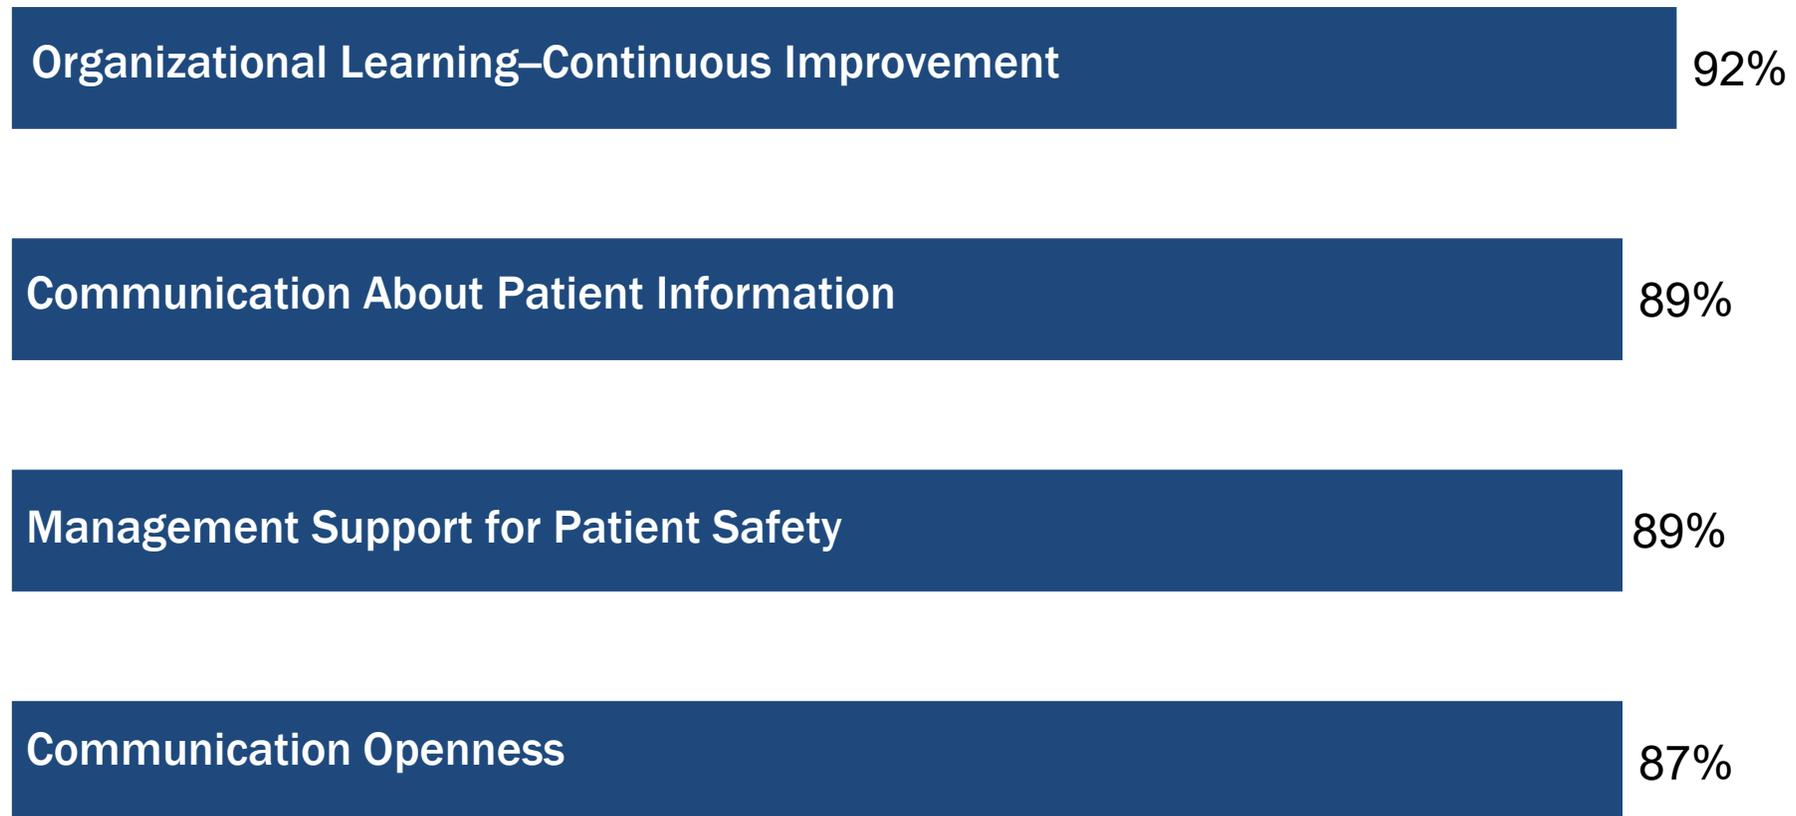 Organizational Learning–Continuous Improvement 92%
Communication About Patient Information 89%
Management Support for Patient Safety 89%
Communication Openness 87%